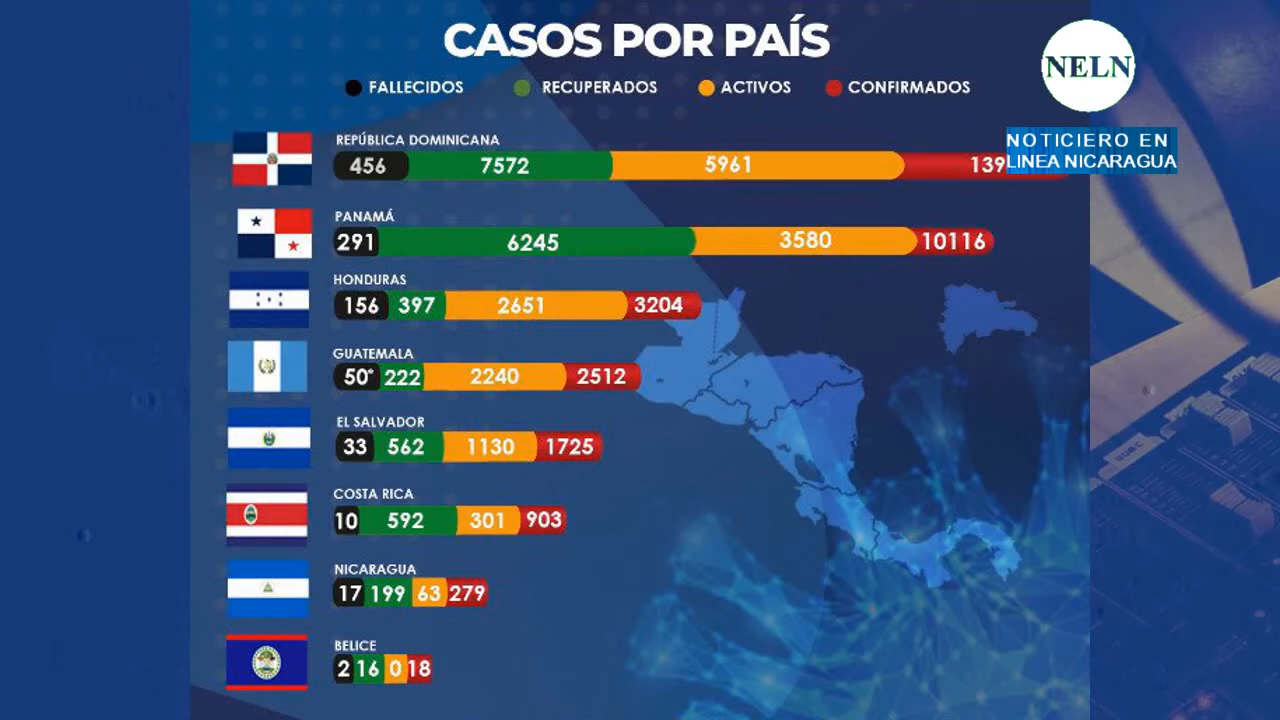 CASOS POR PAÍS
FALLECIDOS RECUPERADOS ACTIVOS CONFIRMADOS
NELN
NOTICIERO EN
LINEA NICARAGUA
REPÚBLICA DOMINICANA
456 7572 5961 139
PANAMÁ
291 6245 3580 10116
HONDURAS
156 397 2651 3204
GUATEMALA
50* 222 2240 2512
EL SALVADOR
33 562 1130 1725
COSTA RICA
10 592 301 903
NICARAGUA
17 199 63 279
BELICE
2 16 0 18